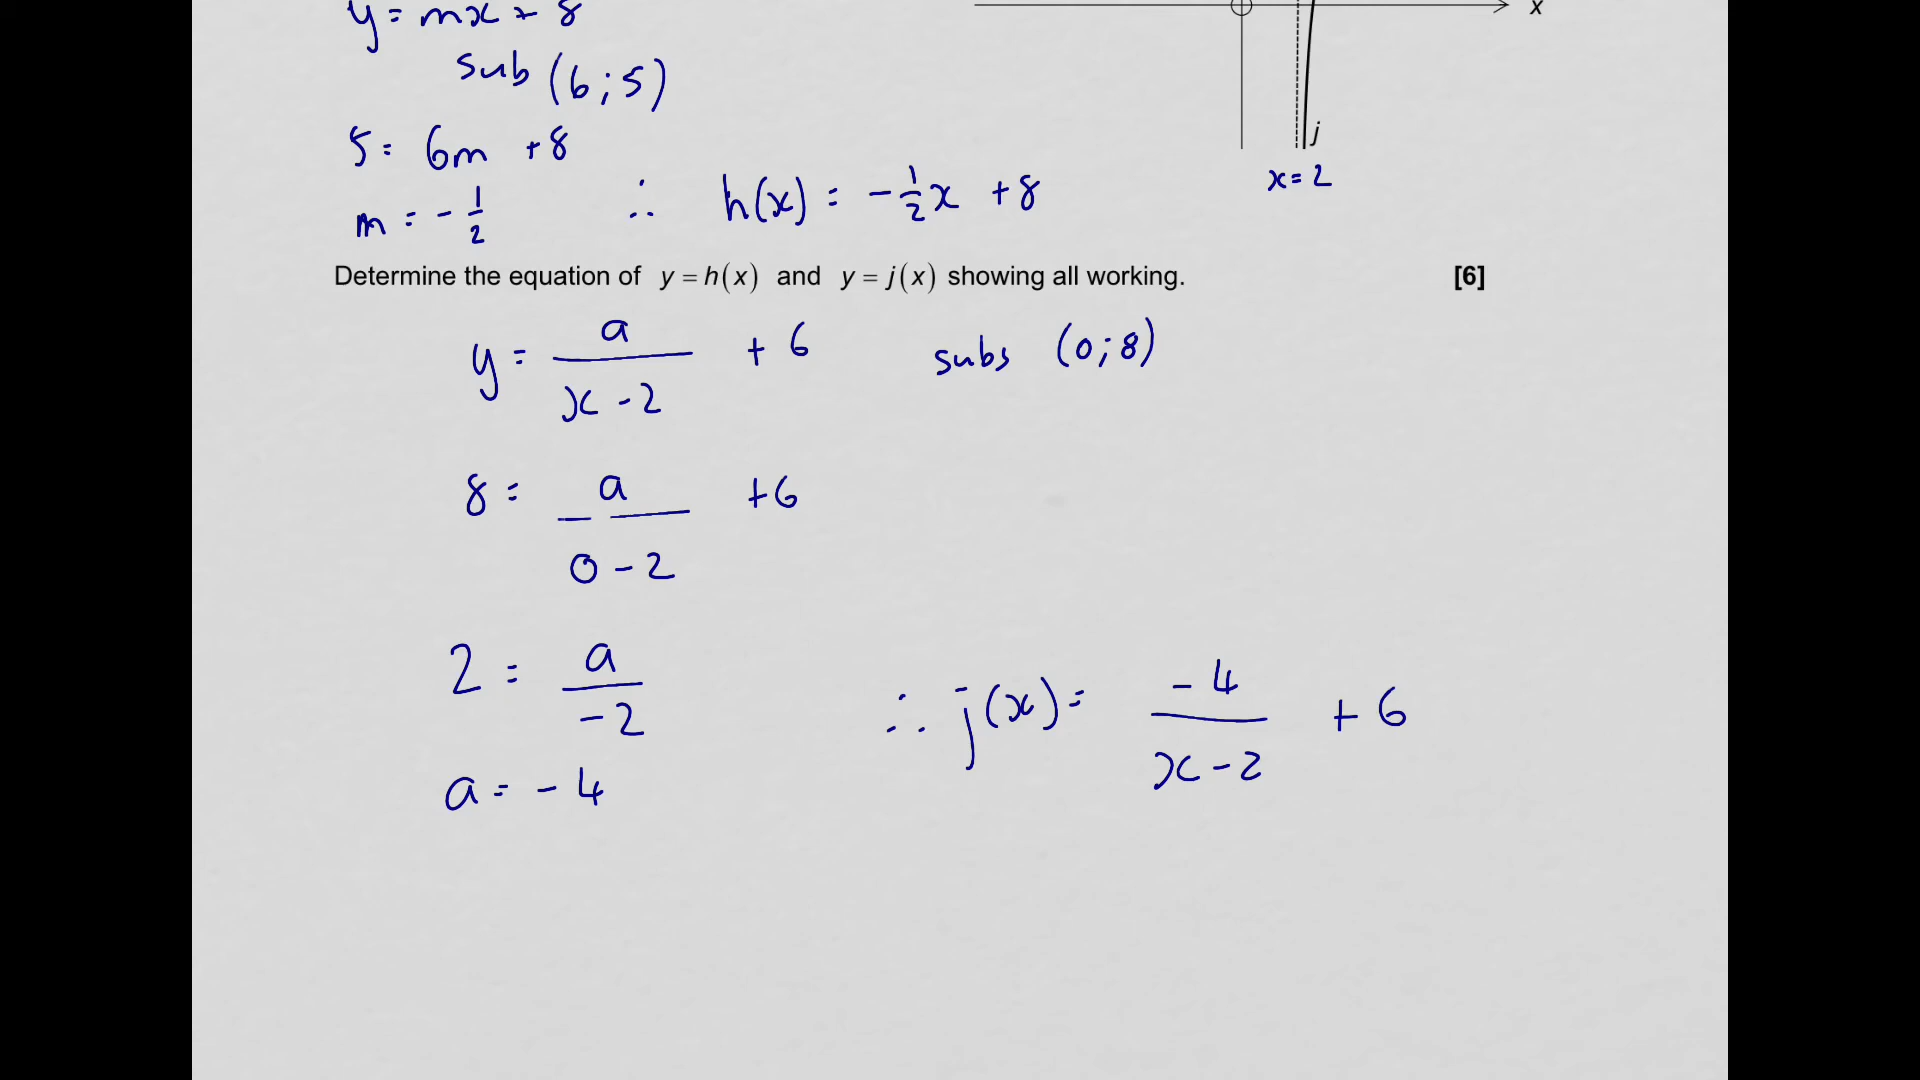 y = mx + 8
x
sub (6;5)
j
5 = 6m + 8
x = 2
m = -1/2 ∴ h(x) = -1/2 x + 8
Determine the equation of y = h(x) and y = j(x) showing all working. [6]
y = a/(x - 2) + 6 subs (0;8)
8 = a/(0 - 2) + 6
2 = a/-2 ∴ j(x) = -4/(x - 2) + 6
a = -4